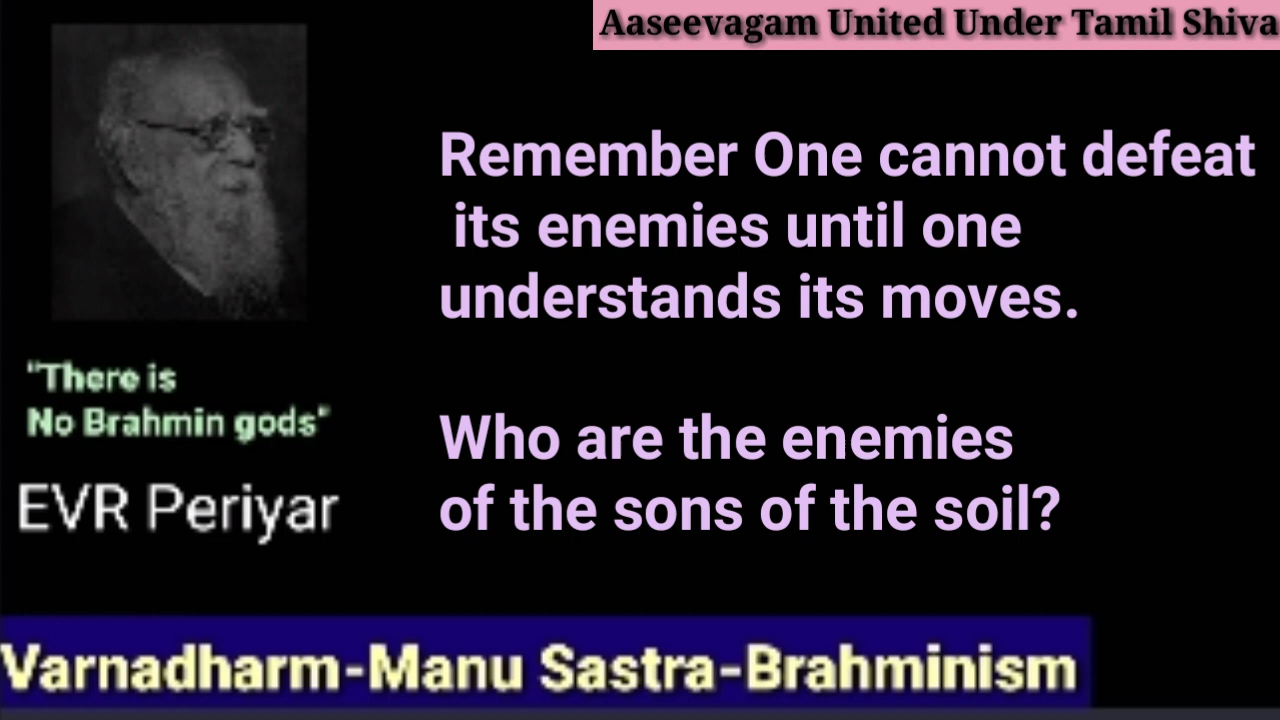 Aaseevagam United Under Tamil Shiva
Remember One cannot defeat
its enemies until one
understands its moves.
Who are the enemies
of the sons of the soil?
"There is
No Brahmin gods"
EVR Periyar
Varnadharm-Manu Sastra-Brahminism